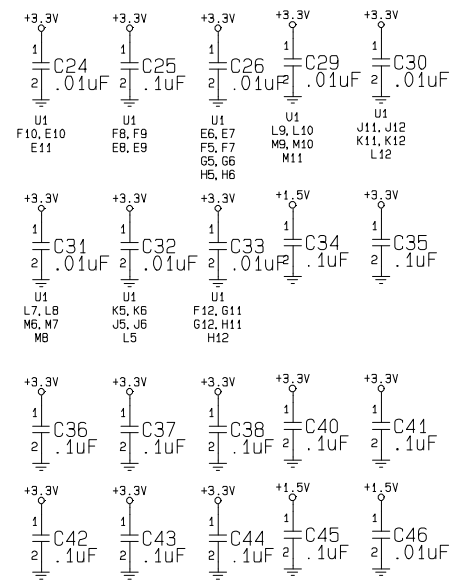 +3.3V +3.3V +3.3V +3.3V +3.3V
1 1 1 1 1
C24 C25 C26 C29 C30
2 .01uF 2 .1uF 2 .01uF 2 .01uF 2 .01uF
U1 U1 U1 U1 U1
F10, E10 F8, F9 E6, E7 L9, L10 J11, J12
E11 E8, E9 F5, F7 M9, M10 K11, K12
G5, G6 M11 L12
H5, H6
+3.3V +3.3V +3.3V +1.5V +3.3V
1 1 1 1 1
C31 C32 C33 C34 C35
2 .01uF 2 .01uF 2 .01uF 2 .1uF 2 .1uF
U1 U1 U1
L7, L8 K5, K6 F12, G11
M6, M7 J5, J6 G12, H11
M8 L5 H12
+3.3V +3.3V +3.3V +3.3V +3.3V
1 1 1 1 1
C36 C37 C38 C40 C41
2 .1uF 2 .1uF 2 .1uF 2 .1uF 2 .1uF
+3.3V +3.3V +3.3V +1.5V +1.5V
1 1 1 1 1
C42 C43 C44 C45 C46
2 .1uF 2 .1uF 2 .1uF 2 .1uF 2 .01uF